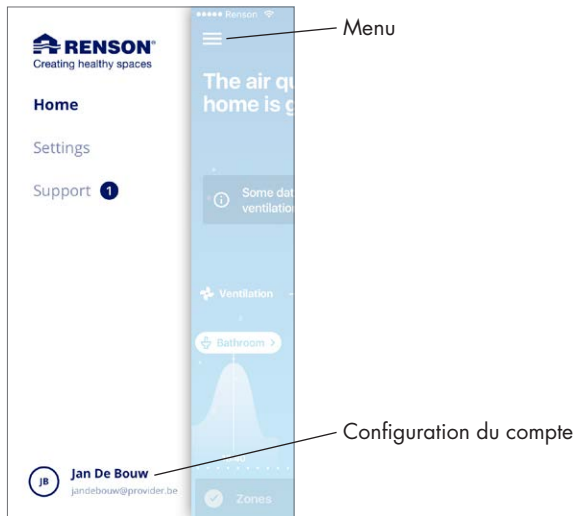 RENSON®
Creating healthy spaces
Home
Settings
Support 1
JB
Jan De Bouw
jandebouw@provider.be
Renson
The air qu
home is g
Some dat
ventilation
Ventilation
Bathroom >
Zones
Menu
Configuration du compte